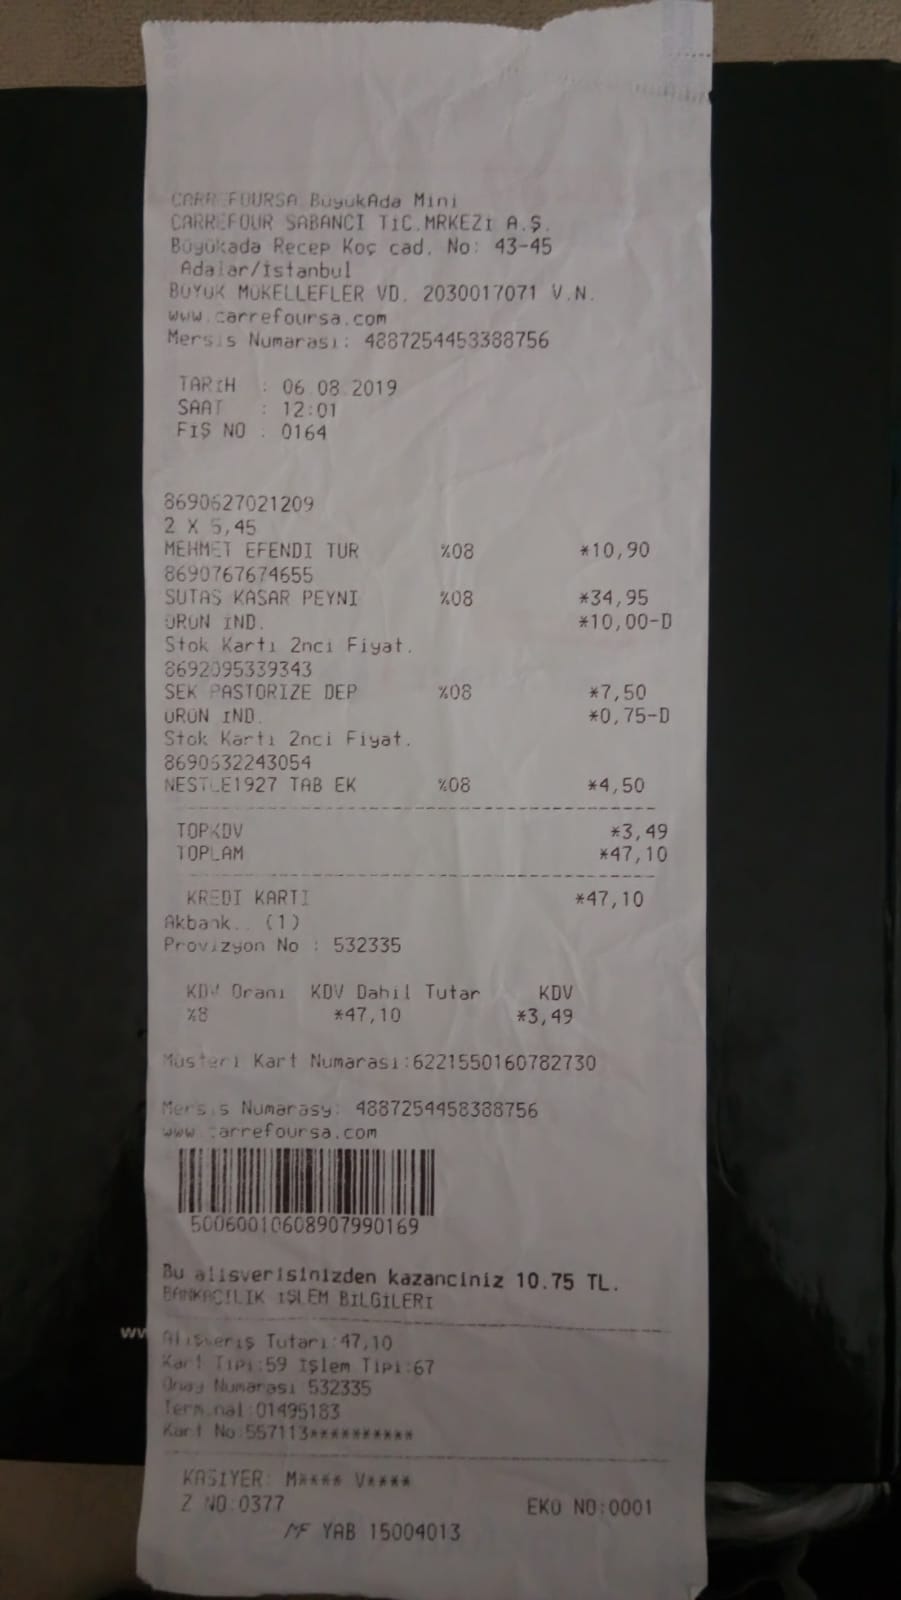 CARREFOURSA BüyükAda Mini
CARREFOUR SABANCI TİC.MRKEZİ A.Ş.
Büyükada Recep Koç cad. No: 43-45
Adalar/İstanbul
BÜYÜK MÜKELLEFLER VD. 2030017071 V.N.
www.carrefoursa.com
Mersis Numarası: 4887254458388756
TARİH : 06.08.2019
SAAT : 12:01
FİŞ NO : 0164
8690627021209
2 X 5,45
MEHMET EFENDI TUR %08 *10,90
8690767674655
SUTAS KASAR PEYNI %08 *34,95
ÜRÜN İND. *10,00-D
Stok Kartı 2nci Fiyat.
8692095339343
SEK PASTORIZE DEP %08 *7,50
ÜRÜN İND. *0,75-D
Stok Kartı 2nci Fiyat.
8690632243054
NESTLE1927 TAB EK %08 *4,50
TOPKDV *3,49
TOPLAM *47,10
KREDİ KARTI *47,10
Akbank.. (1)
Provizyon No : 532335
KDV Oranı KDV Dahil Tutar KDV
%8 *47,10 *3,49
Müşteri Kart Numarası:6221550160782730
Mersis Numarasy: 4887254458388756
www.carrefoursa.com
50060010608907990169
Bu alisverisinizden kazanciniz 10.75 TL.
BANKACILIK İŞLEM BİLGİLERİ
Alışveriş Tutarı:47,10
Kart Tipi:59 İşlem Tipi:67
Onay Numarası:532335
Terminal:01495183
Kart No:557113**********
KASİYER: M**** V****
Z NO:0377 EKÜ NO:0001
MF YAB 15004013